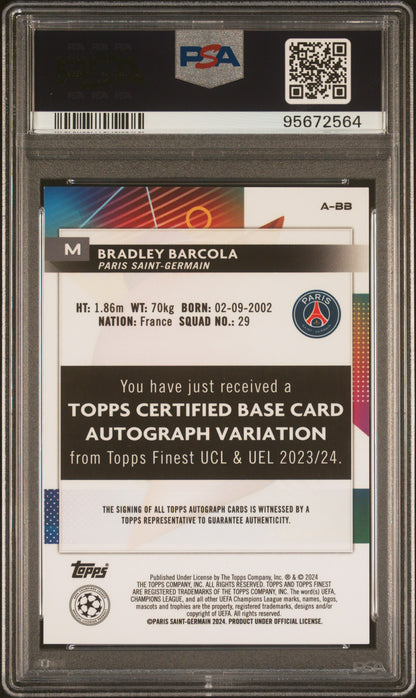 PSA
95672564
A-BB
M BRADLEY BARCOLA
PARIS SAINT-GERMAIN
HT: 1.86m WT: 70kg BORN: 02-09-2002
NATION: France SQUAD NO.: 29
PARIS
SAINT-GERMAIN
You have just received a
TOPPS CERTIFIED BASE CARD
AUTOGRAPH VARIATION
from Topps Finest UCL & UEL 2023/24.
THE SIGNING OF ALL TOPPS AUTOGRAPH CARDS IS WITNESSED BY A
TOPPS REPRESENTATIVE TO GUARANTEE AUTHENTICITY.
Topps
Published Under License by The Topps Company, Inc. ® & © 2024
THE TOPPS COMPANY, INC. ALL RIGHTS RESERVED. TOPPS AND TOPPS FINEST
ARE REGISTERED TRADEMARKS OF THE TOPPS COMPANY, INC. The word(s) UEFA,
CHAMPIONS LEAGUE, and all other UEFA Champions League marks, names, logos,
mascots and trophies are the property, registered trademarks, designs and/or
copyright of UEFA. All rights reserved.
©PARIS SAINT-GERMAIN 2024. PRODUCT UNDER OFFICIAL LICENSE.
PSA